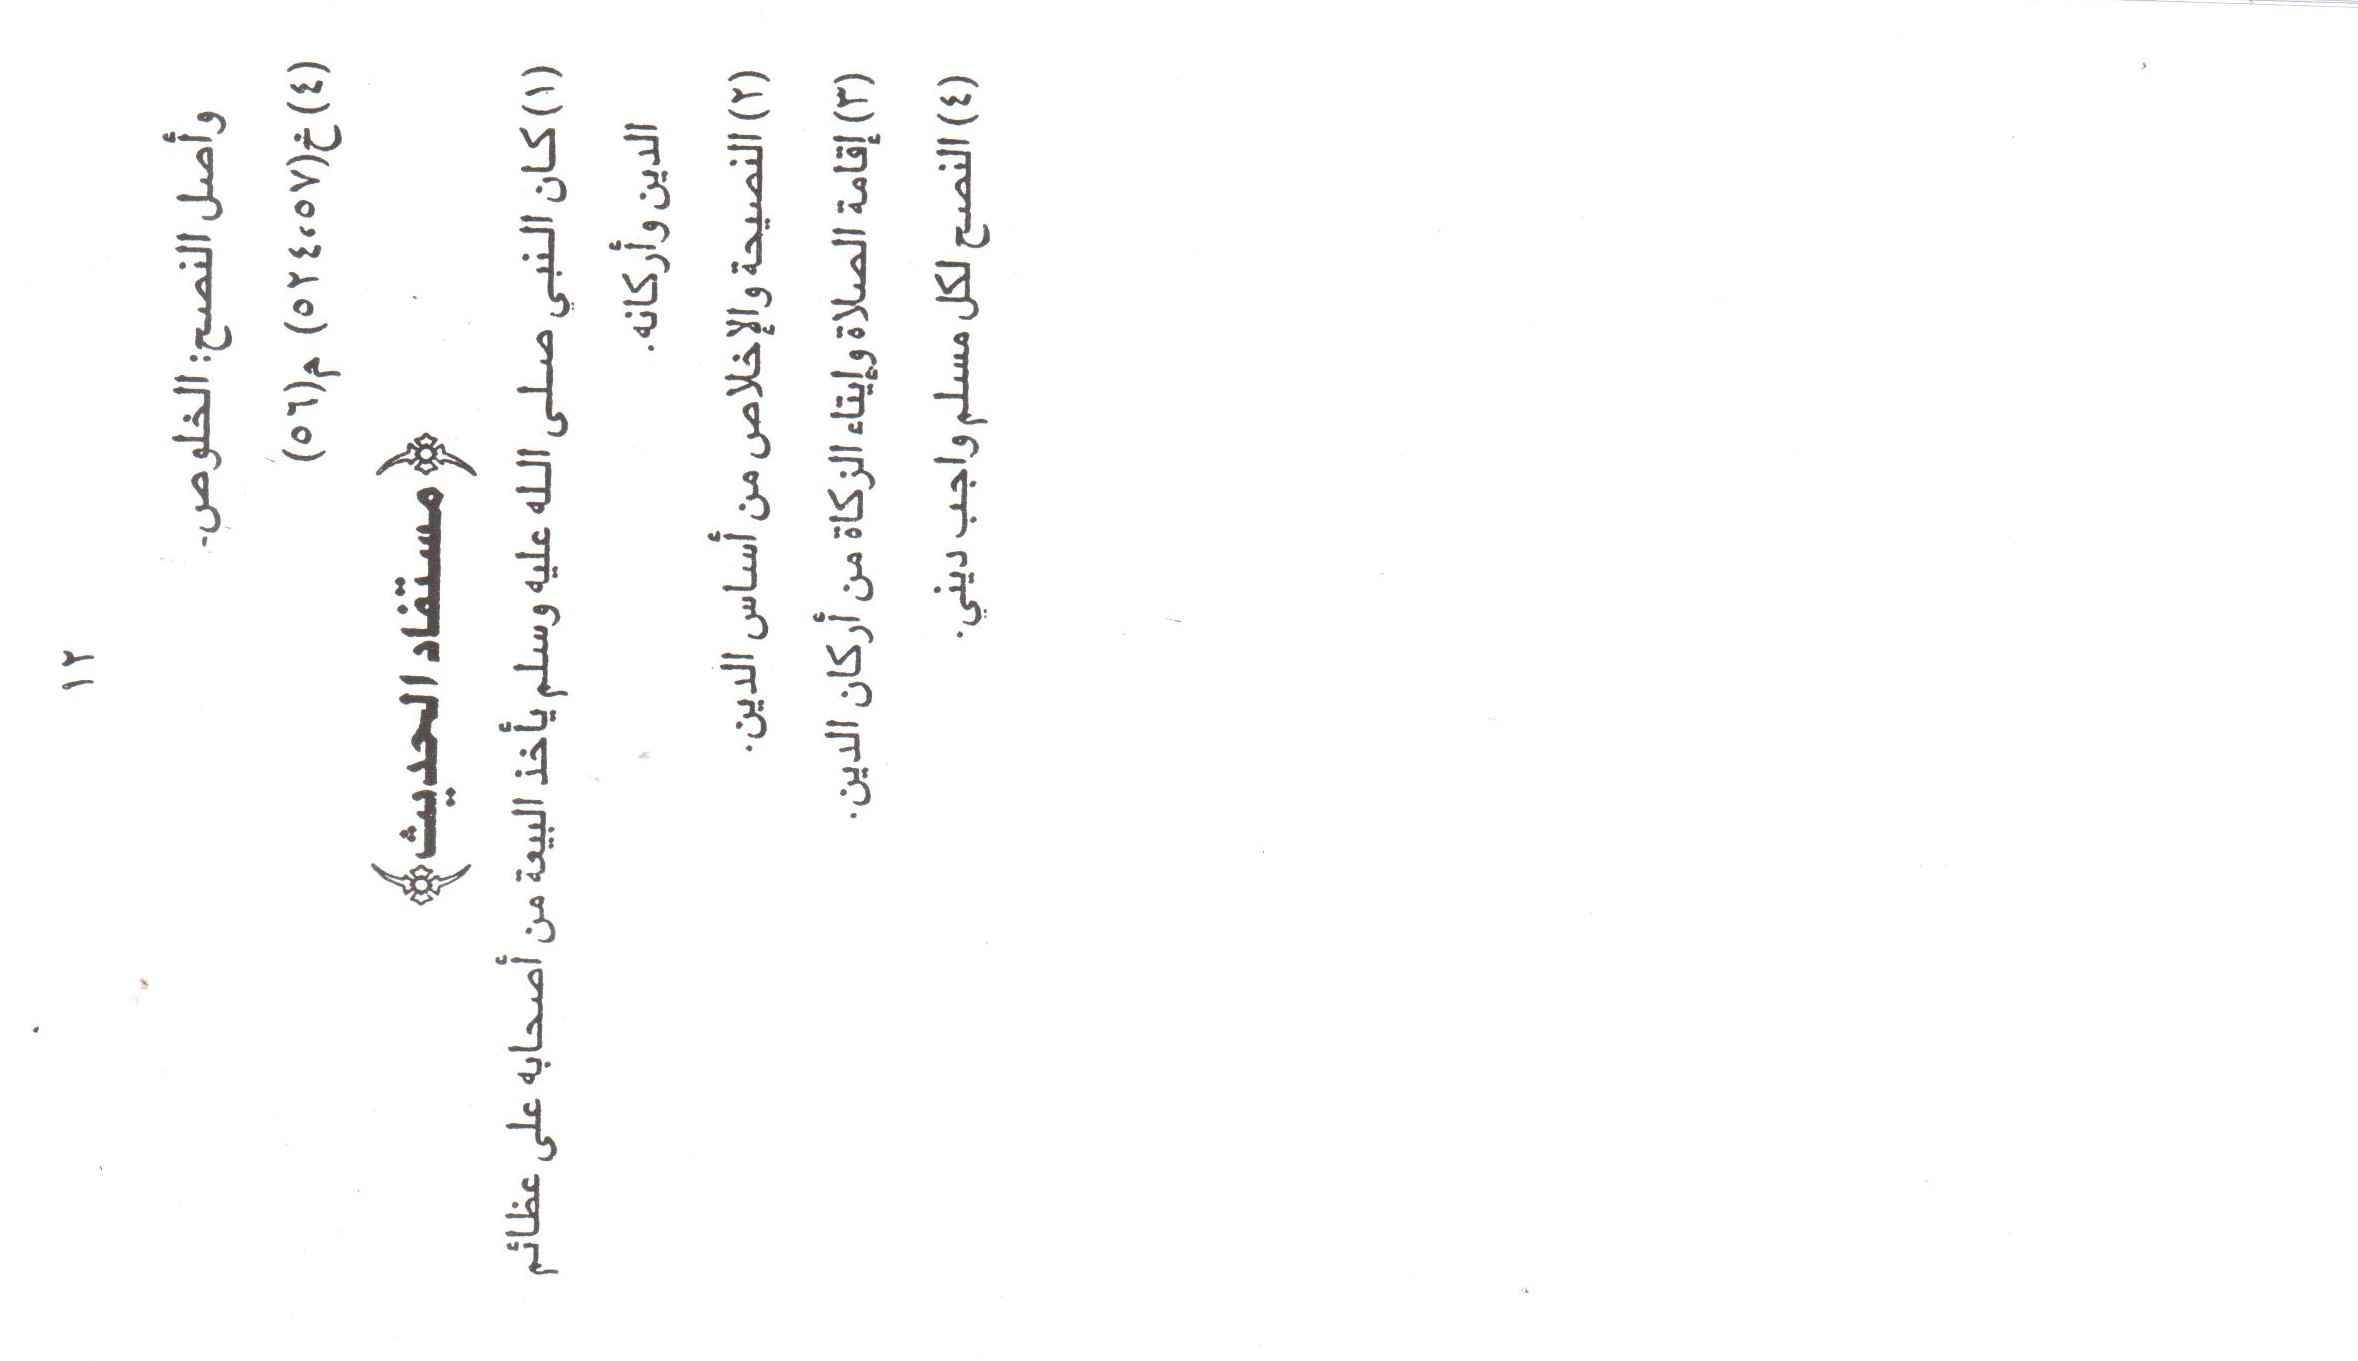 ١٢
وأصل النصح: الخلوص۔
(٤) خ(٥٢٤،٥٧) م(٥٦)
﴿مستفاد الحديث﴾
(١) كان النبي صلى الله عليه وسلم يأخذ البيعة من أصحابه على عظائم
الدين وأركانه.
(٢) النصيحة والإخلاص من أساس الدين.
(٣) إقامة الصلاة وإيتاء الزكاة من أركان الدين.
(٤) النصح لكل مسلم واجب ديني.